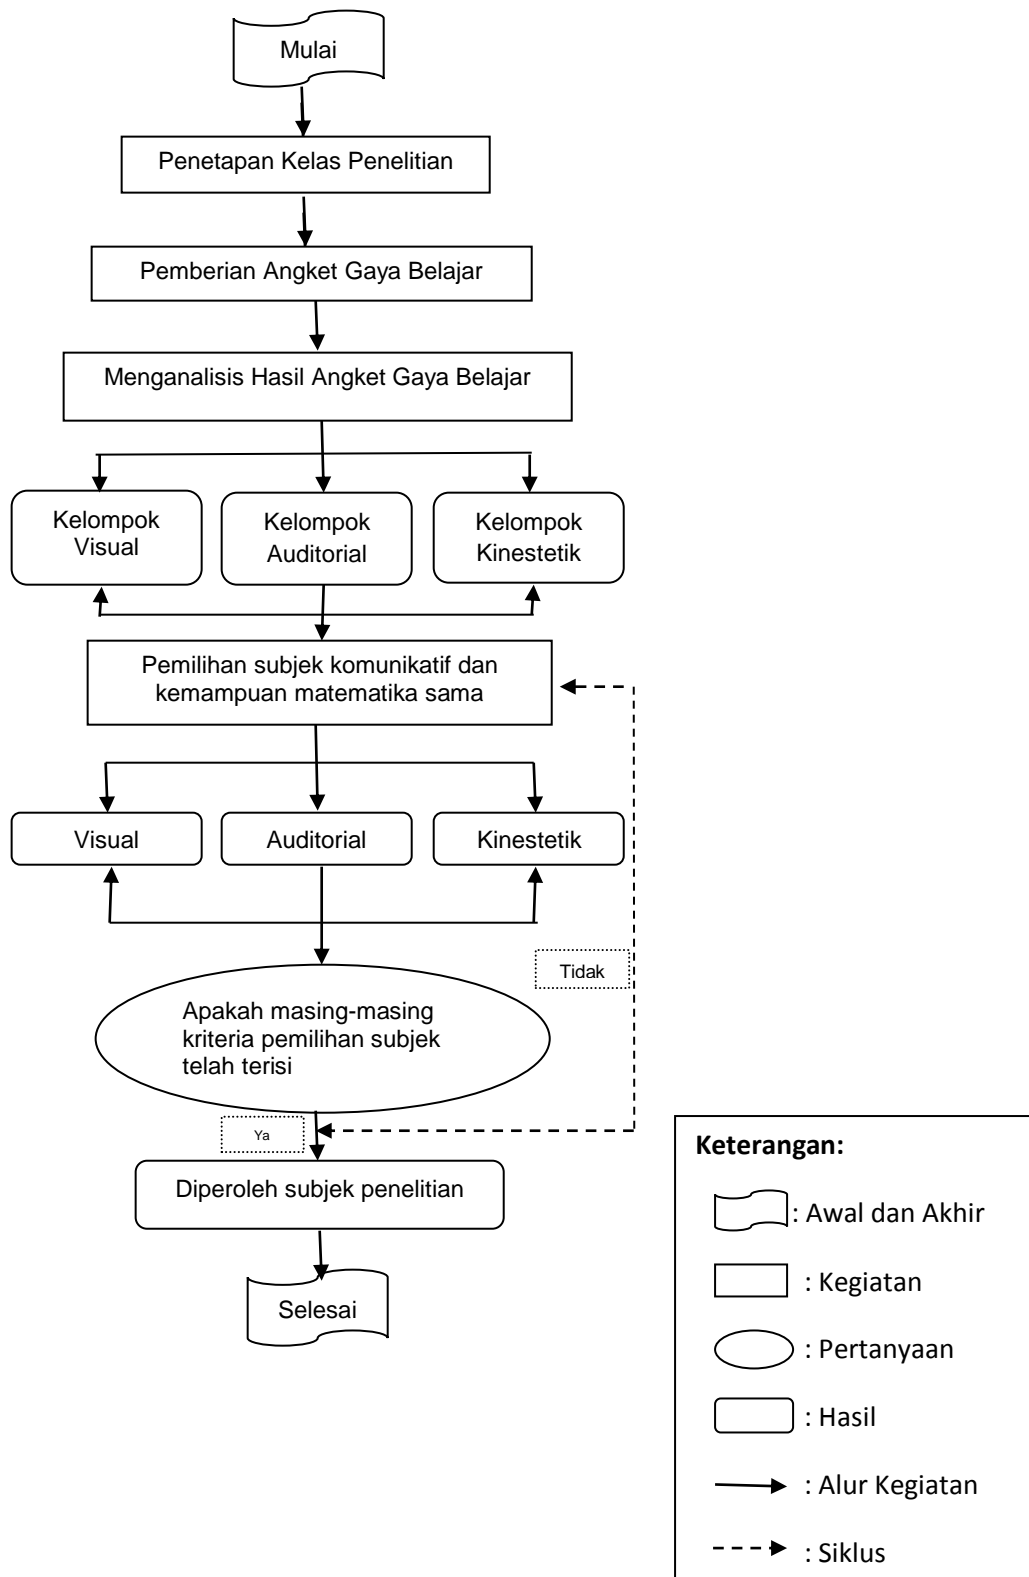 Mulai
Penetapan Kelas Penelitian
Pemberian Angket Gaya Belajar
Menganalisis Hasil Angket Gaya Belajar
Kelompok
Visual
Kelompok
Auditorial
Kelompok
Kinestetik
Pemilihan subjek komunikatif dan
kemampuan matematika sama
Visual
Auditorial
Kinestetik
Tidak
Apakah masing-masing
kriteria pemilihan subjek
telah terisi
Ya
Diperoleh subjek penelitian
Selesai
Keterangan:
: Awal dan Akhir
: Kegiatan
: Pertanyaan
: Hasil
: Alur Kegiatan
: Siklus